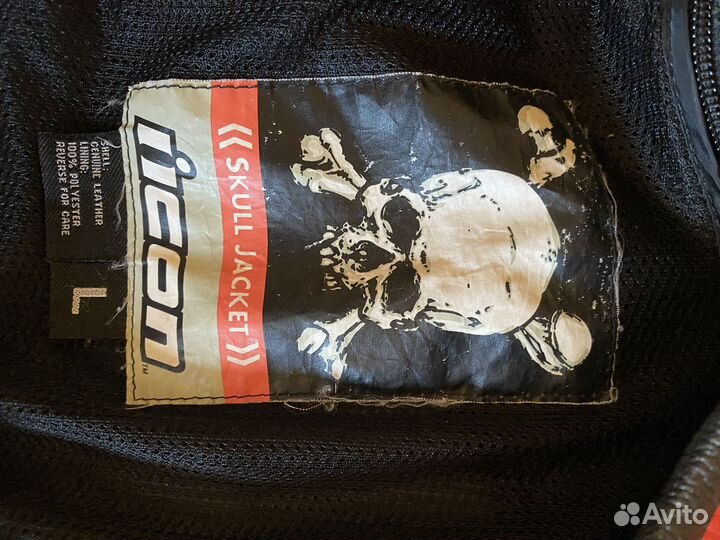 « SKULL JACKET »
icon
TM
SHELL
GENUINE LEATHER
LINING
100% POLYESTER
REVERSE FOR CARE
L
Avito